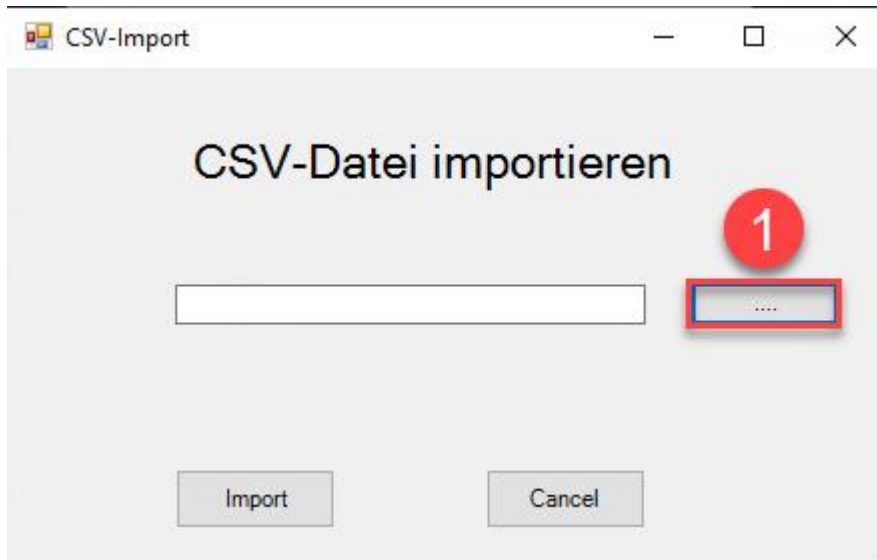 CSV-Import
CSV-Datei importieren
1
....
Import
Cancel